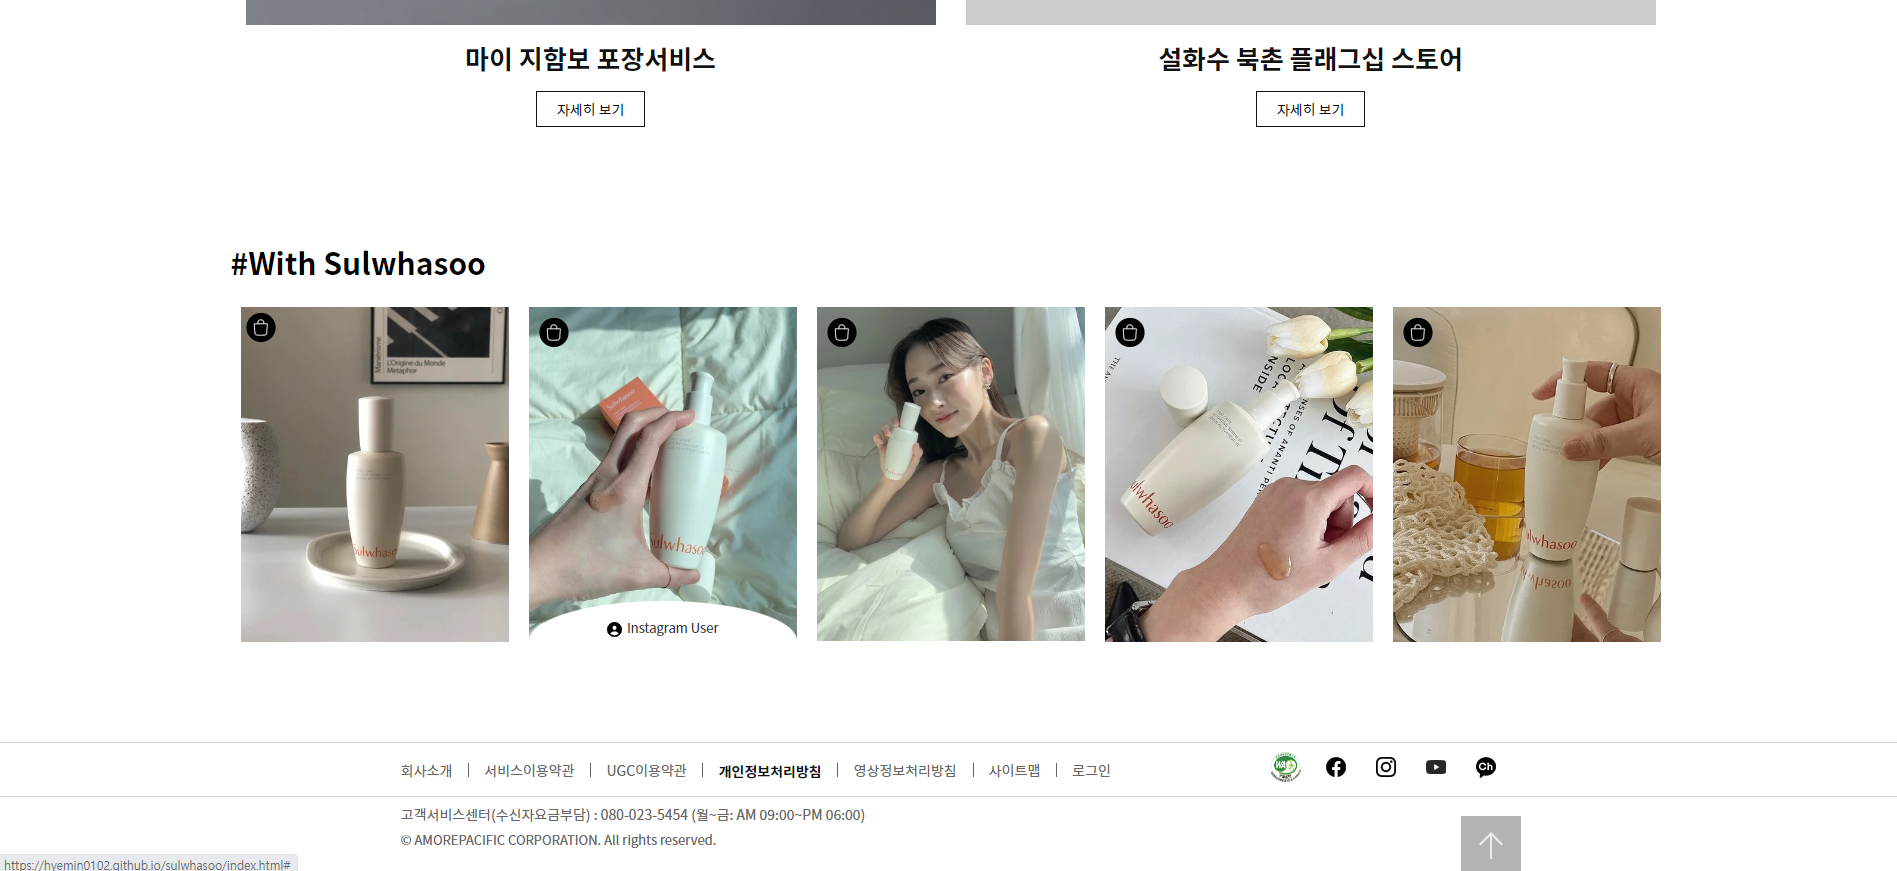 마이 지함보 포장서비스
설화수 북촌 플래그십 스토어
자세히 보기
자세히 보기
#With Sulwhasoo
L'Origine du Monde
Metaphor
Sulwhasoo
Sulwhasoo
Instagram User
INSIDE
Sulwhasoo
Sulwhasoo
회사소개
서비스이용약관
UGC이용약관
개인정보처리방침
영상정보처리방침
사이트맵
로그인
WA
Ch
고객서비스센터(수신자요금부담) : 080-023-5454 (월~금: AM 09:00~PM 06:00)
© AMOREPACIFIC CORPORATION. All rights reserved.
https://hyemin0102.github.io/sulwhasoo/index.html#